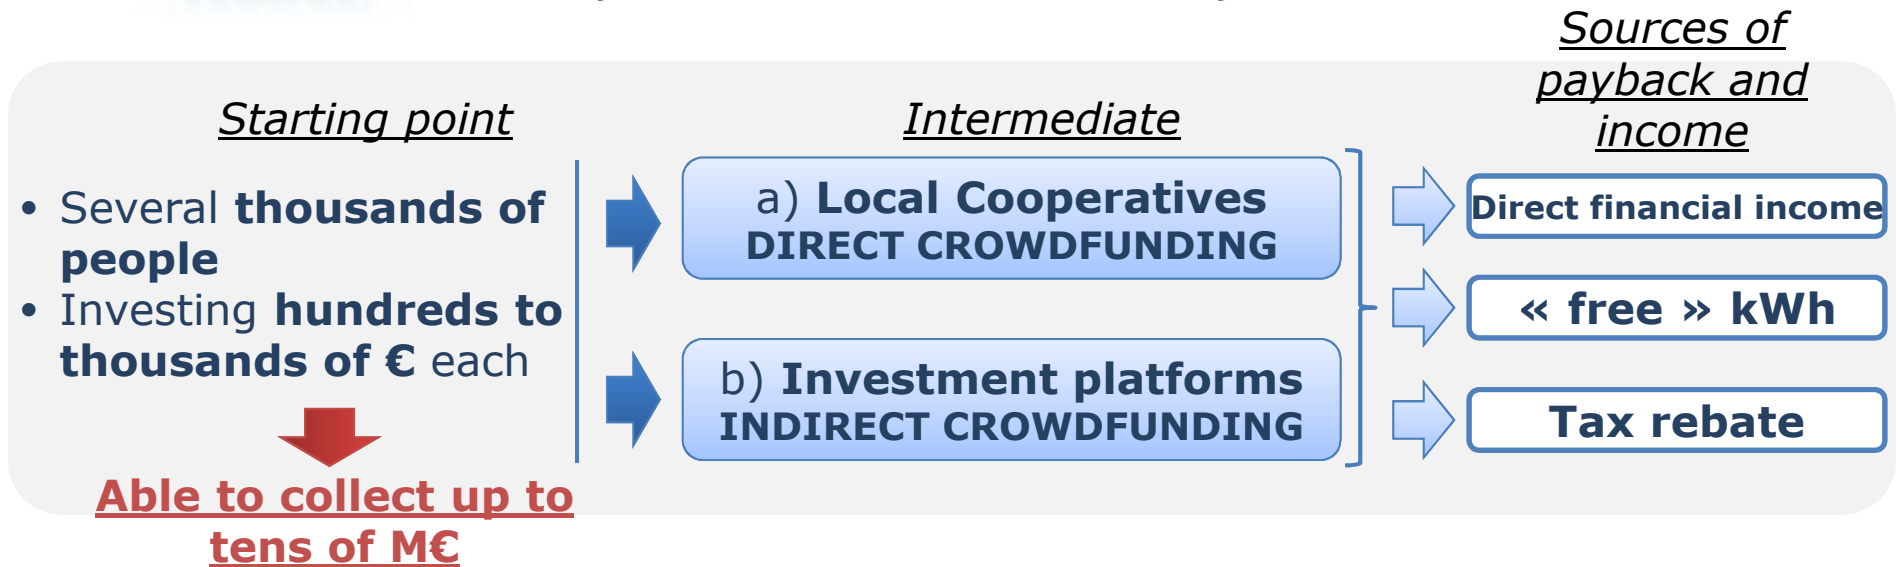 Starting point
• Several thousands of
people
• Investing hundreds to
thousands of € each
Able to collect up to
tens of M€
Intermediate
a) Local Cooperatives
DIRECT CROWDFUNDING
b) Investment platforms
INDIRECT CROWDFUNDING
Sources of
payback and
income
Direct financial income
« free » kWh
Tax rebate